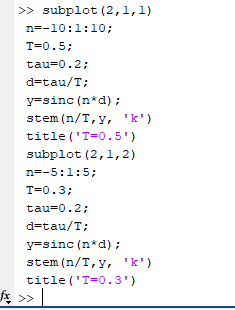 >> subplot(2,1,1)
n=-10:1:10;
T=0.5;
tau=0.2;
d=tau/T;
y=sinc(n*d);
stem(n/T,y, 'k')
title('T=0.5')
subplot(2,1,2)
n=-5:1:5;
T=0.3;
tau=0.2;
d=tau/T;
y=sinc(n*d);
stem(n/T,y, 'k')
title('T=0.3')
fx >>